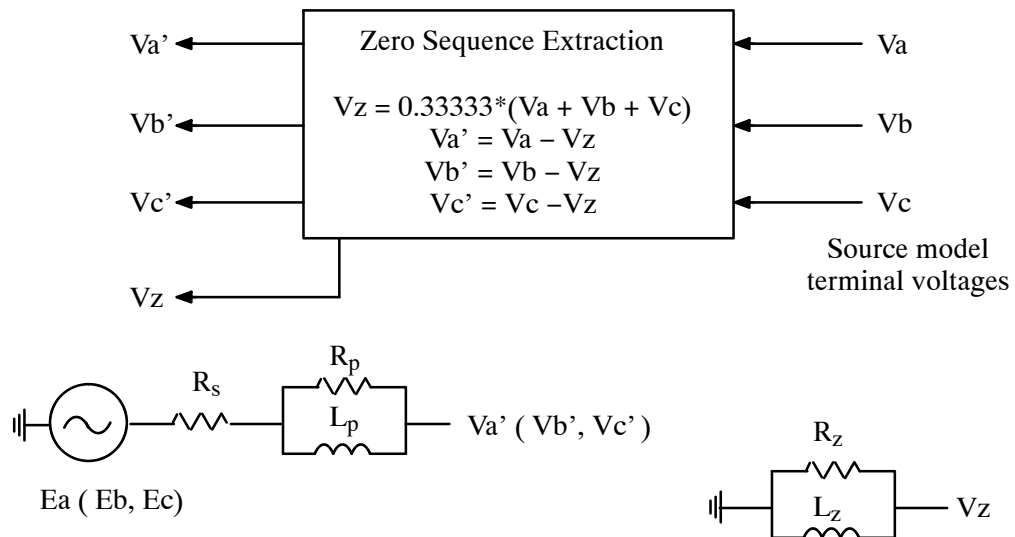 Va’
Zero Sequence Extraction
Va
Vz = 0.33333*(Va + Vb + Vc)
Vb’
Vb
Va’ = Va – Vz
Vb’ = Vb – Vz
Vc’
Vc’ = Vc –Vz
Vc
Source model
terminal voltages
Vz
Rp
Rs
Lp
Va’ ( Vb’, Vc’ )
Ea ( Eb, Ec)
Rz
Lz
Vz